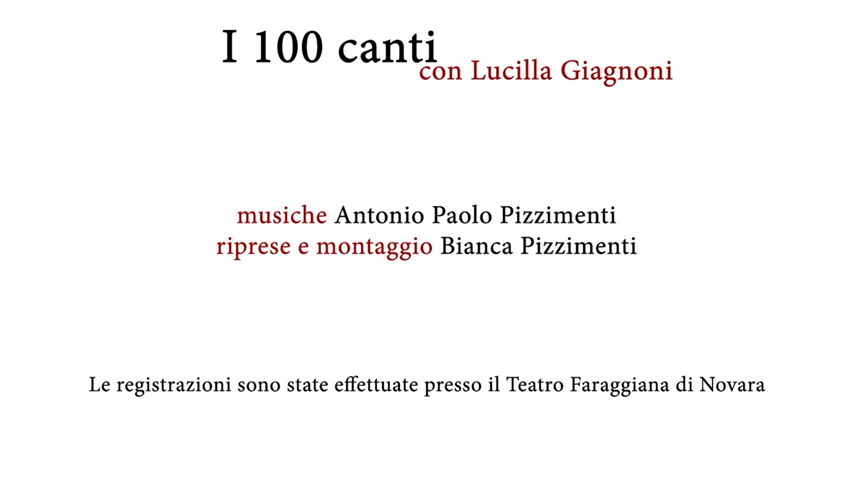 I 100 canti
con Lucilla Giagnoni
musiche Antonio Paolo Pizzimenti
riprese e montaggio Bianca Pizzimenti
Le registrazioni sono state effettuate presso il Teatro Faraggiana di Novara